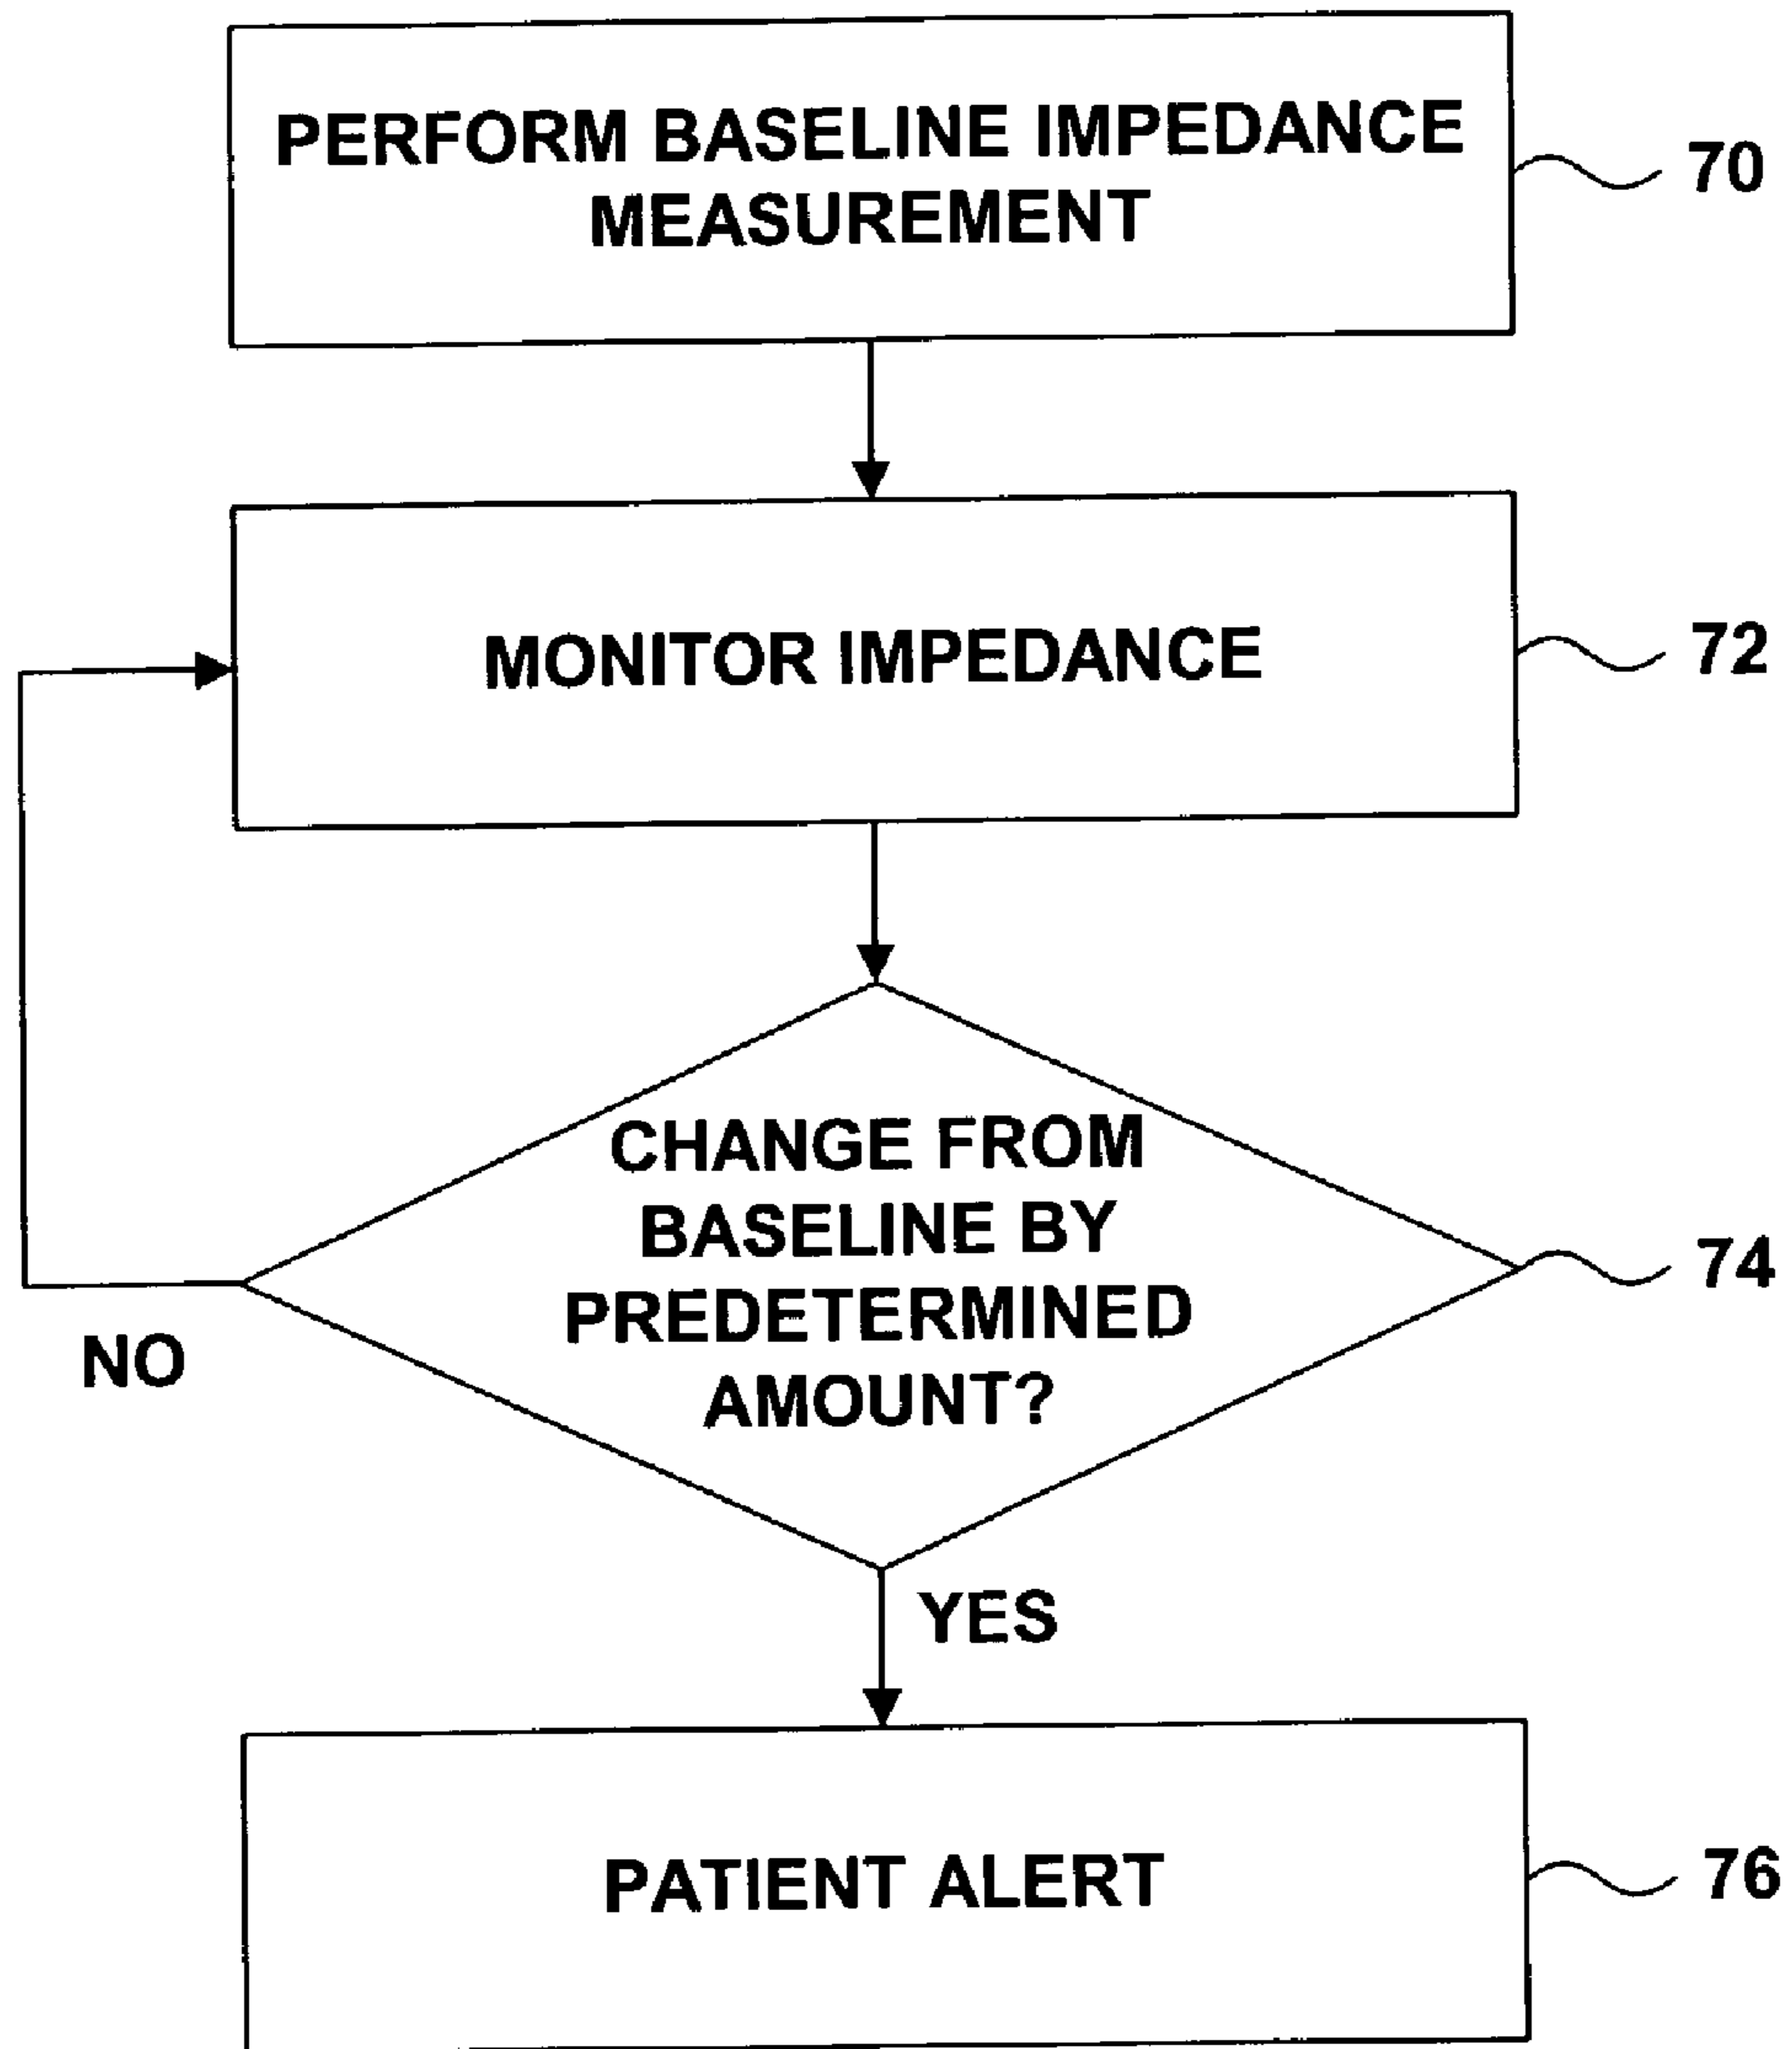 PERFORM BASELINE IMPEDANCE
MEASUREMENT
70
MONITOR IMPEDANCE
72
CHANGE FROM
BASELINE BY
PREDETERMINED
AMOUNT?
74
NO
YES
PATIENT ALERT
76